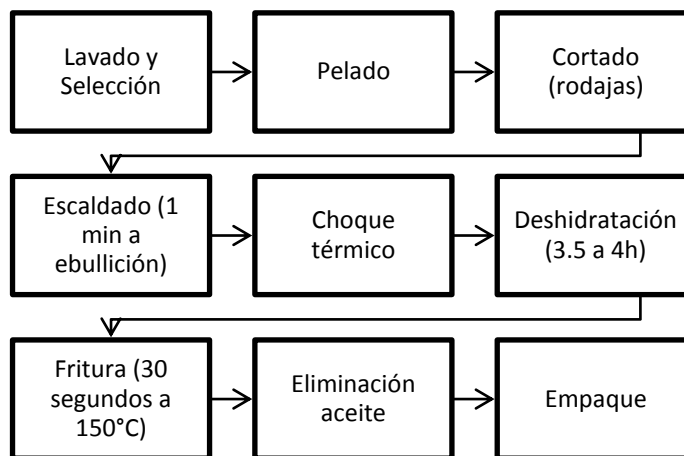 Lavado y
Selección
Pelado
Cortado
(rodajas)
Escaldado (1
min a
ebullición)
Choque
térmico
Deshidratación
(3.5 a 4h)
Fritura (30
segundos a
150°C)
Eliminación
aceite
Empaque